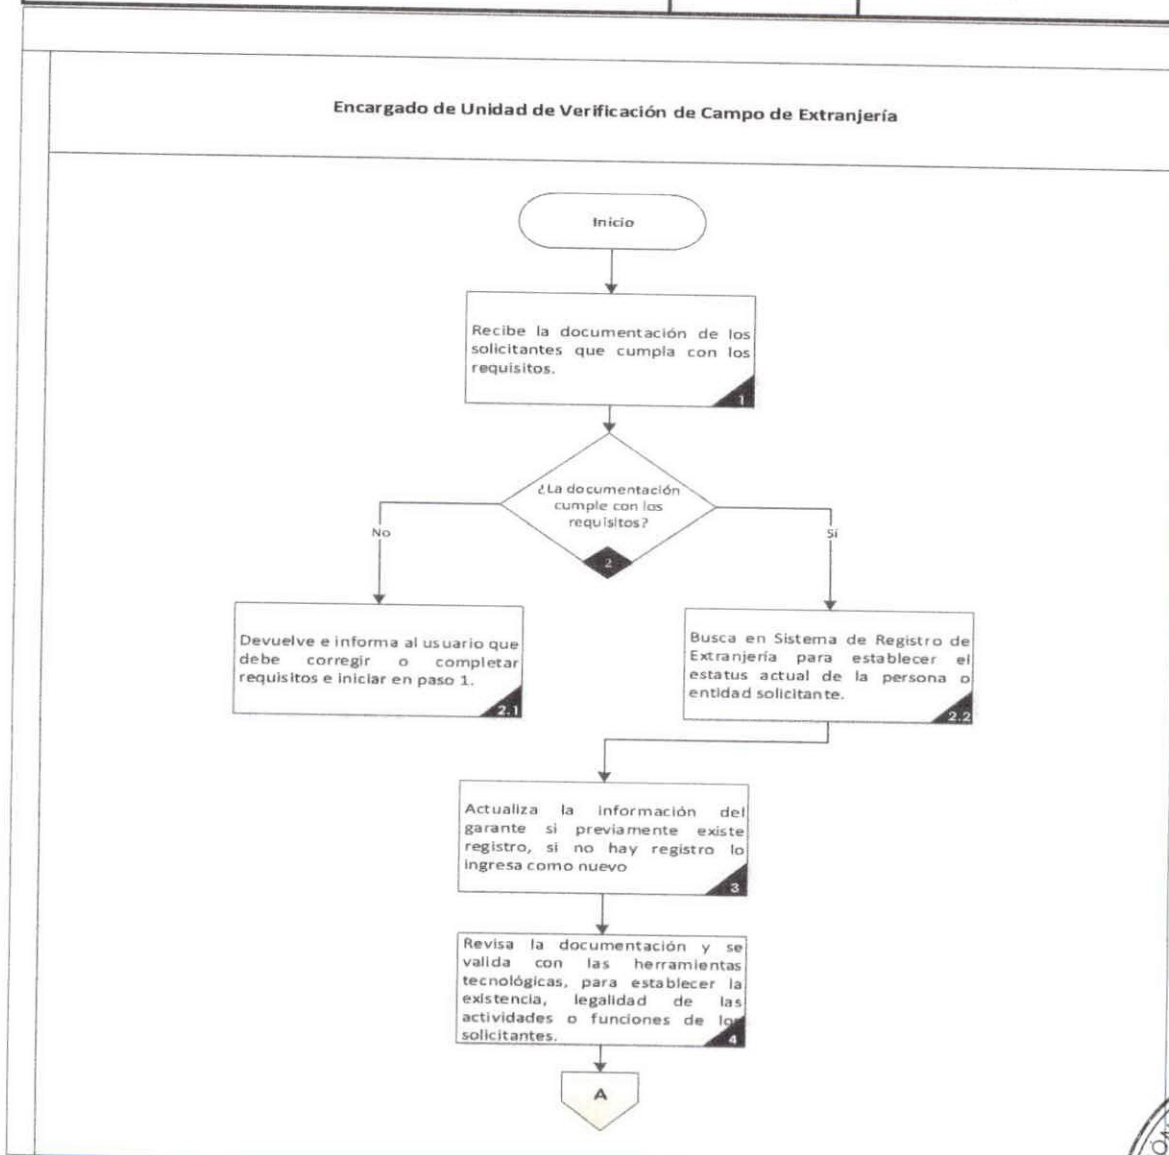 Encargado de Unidad de Verificación de Campo de Extranjería
Inicio
Recibe la documentación de los
solicitantes que cumpla con los
requisitos.
1
¿La documentación
cumple con los
requisitos?
2
No
Sí
Devuelve e informa al usuario que
debe corregir o completar
requisitos e iniciar en paso 1.
2.1
Busca en Sistema de Registro de
Extranjería para establecer el
estatus actual de la persona o
entidad solicitante.
2.2
Actualiza la información del
garante si previamente existe
registro, si no hay registro lo
ingresa como nuevo
3
Revisa la documentación y se
valida con las herramientas
tecnológicas, para establecer la
existencia, legalidad de las
actividades o funciones de los
solicitantes.
4
A